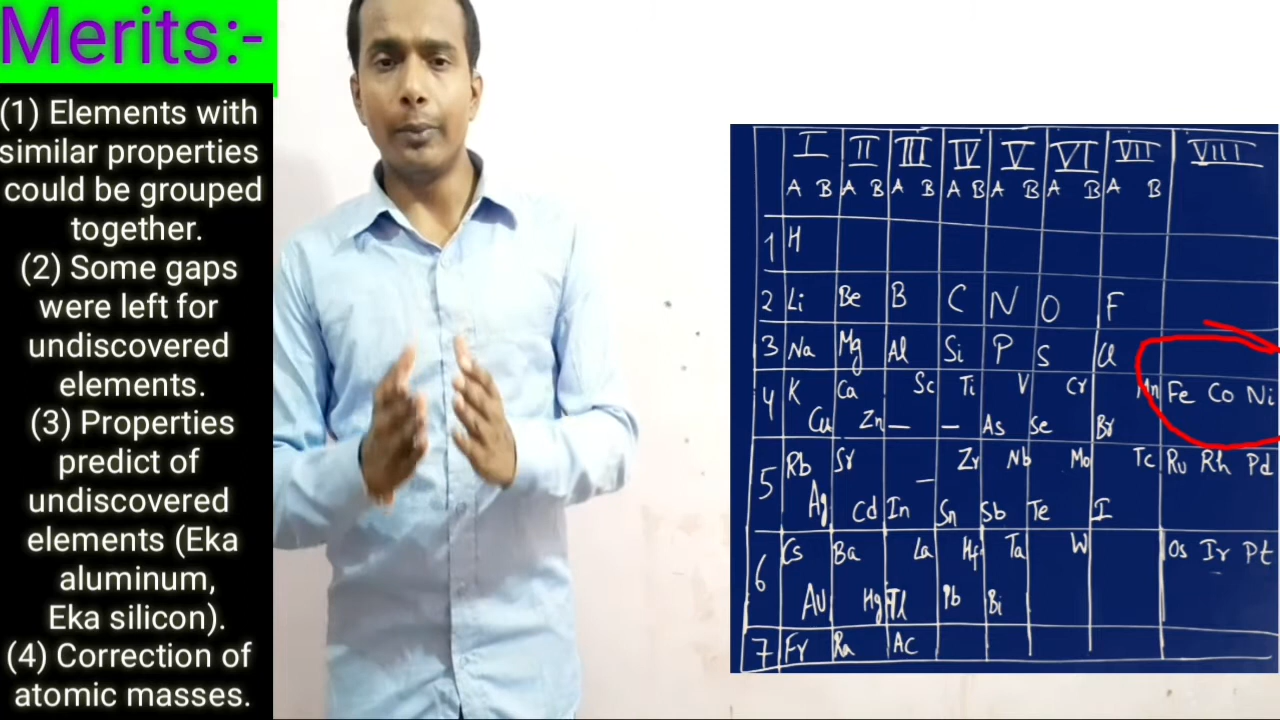 Merits:-
(1) Elements with
similar properties
could be grouped
together.
(2) Some gaps
were left for
undiscovered
elements.
(3) Properties
predict of
undiscovered
elements (Eka
aluminum,
Eka silicon).
(4) Correction of
atomic masses.
I II III IV V VI VII VIII
A B A B A B A B A B A B A B
1 H
2 Li Be B C N O F
3 Na Mg Al Si P S Cl
4 K Ca Sc Ti V Cr Mn Fe Co Ni
Cu Zn — — As Se Br
5 Rb Sr — Zr Nb Mo Tc Ru Rh Pd
Ag Cd In Sn Sb Te I
6 Cs Ba La Hf Ta W Os Ir Pt
Au Hg Tl Pb Bi
7 Fr Ra AC